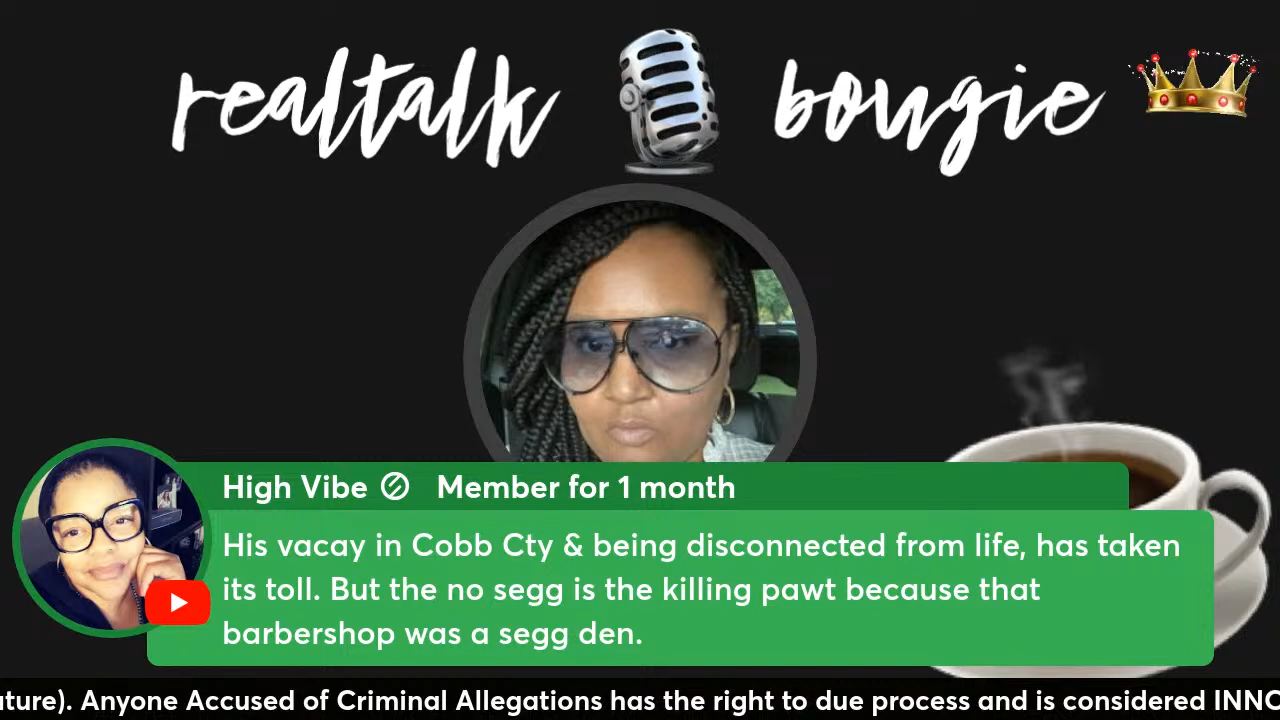 realtalk bougie
High Vibe Member for 1 month
His vacay in Cobb Cty & being disconnected from life, has taken
its toll. But the no segg is the killing pawt because that
barbershop was a segg den.
ature). Anyone Accused of Criminal Allegations has the right to due process and is considered INNO